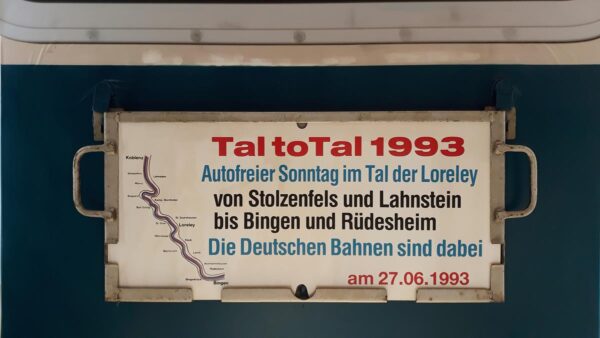 Tal toTal 1993
Autofreier Sonntag im Tal der Loreley
von Stolzenfels und Lahnstein
bis Bingen und Rüdesheim
Die Deutschen Bahnen sind dabei
am 27.06.1993
Koblenz
Loreley
Bingen